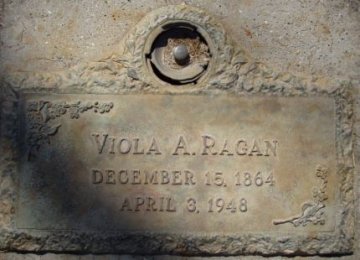 VIOLA A. RAGAN
DECEMBER 15, 1864
APRIL 3, 1948